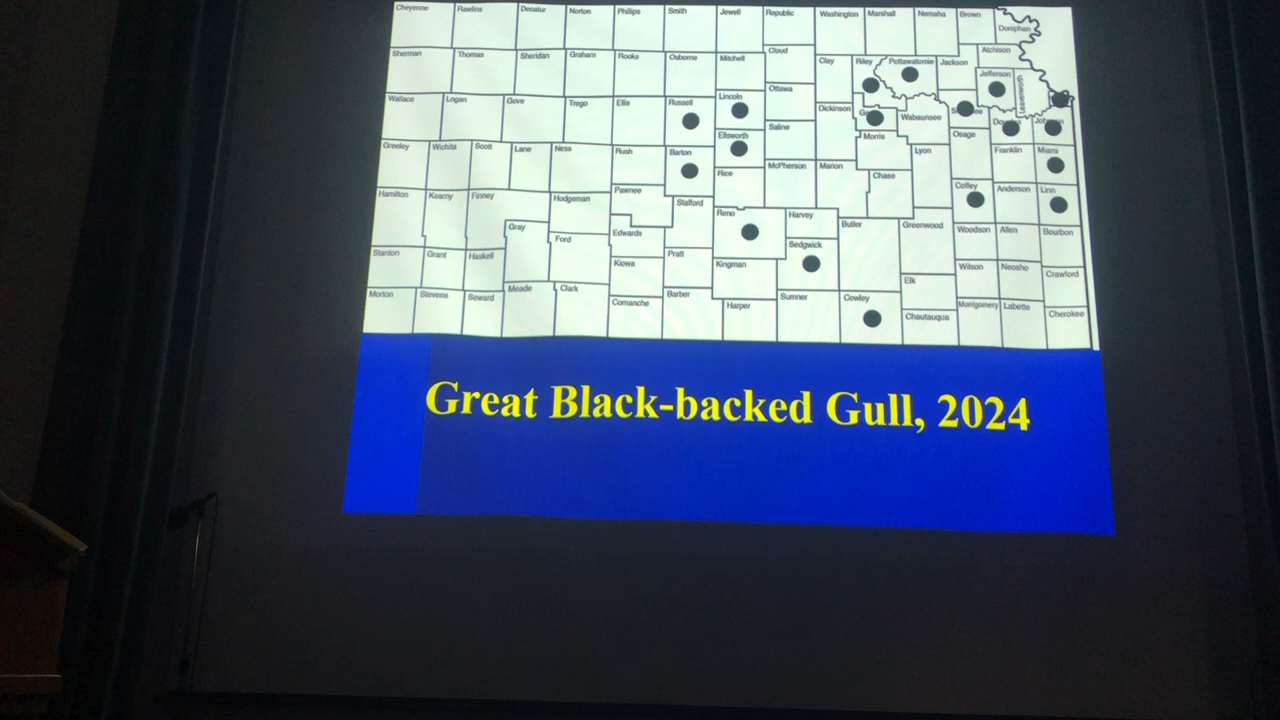 Cheyenne Rawlins Decatur Norton Phillips Smith Jewell Republic Washington Marshall Nemaha Brown
Doniphan
Atchison
Sherman Thomas Sheridan Graham Rooks Osborne Mitchell Cloud Clay Riley Pottawatomie Jackson
Jefferson
Leavenworth
Ottawa
Wallace Logan Gove Trego Ellis Russell Lincoln Dickinson Wabaunsee
Saline
Ellsworth Morris Osage
Greeley Wichita Scott Lane Ness Rush Barton Lyon Franklin Miami
Rice McPherson Marion Chase
Hamilton Kearny Finney Hodgeman Pawnee Stafford Coffey Anderson Linn
Reno Harvey Butler Greenwood Woodson Allen Bourbon
Gray Ford Edwards Sedgwick
Stanton Grant Haskell Kiowa Pratt Kingman Wilson Neosho Crawford
Elk
Morton Stevens Seward Meade Clark Comanche Barber Harper Sumner Cowley Chautauqua Montgomery Labette Cherokee
Great Black-backed Gull, 2024